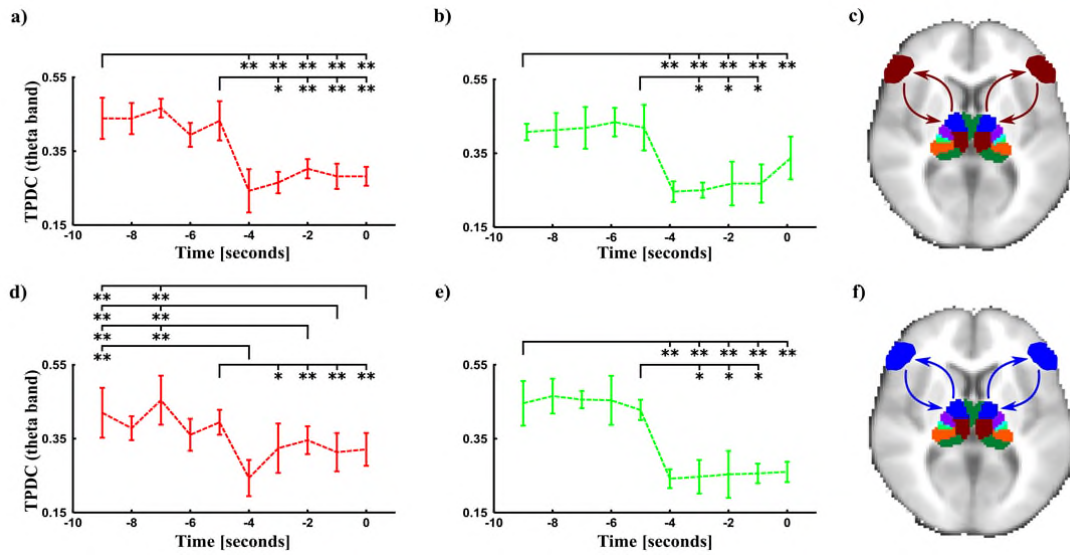 a)
b)
c)
** ** ** ** **
* ** ** **
** ** ** ** **
* * *
TPDC (theta band)
0.55
0.35
0.15
-10 -8 -6 -4 -2 0
Time [seconds]
0.55
0.35
0.15
-10 -8 -6 -4 -2 0
Time [seconds]
d)
e)
f)
** **
** **
** **
**
* ** ** **
** ** ** ** **
* * *
TPDC (theta band)
0.55
0.35
0.15
-10 -8 -6 -4 -2 0
Time [seconds]
0.55
0.35
0.15
-10 -8 -6 -4 -2 0
Time [seconds]